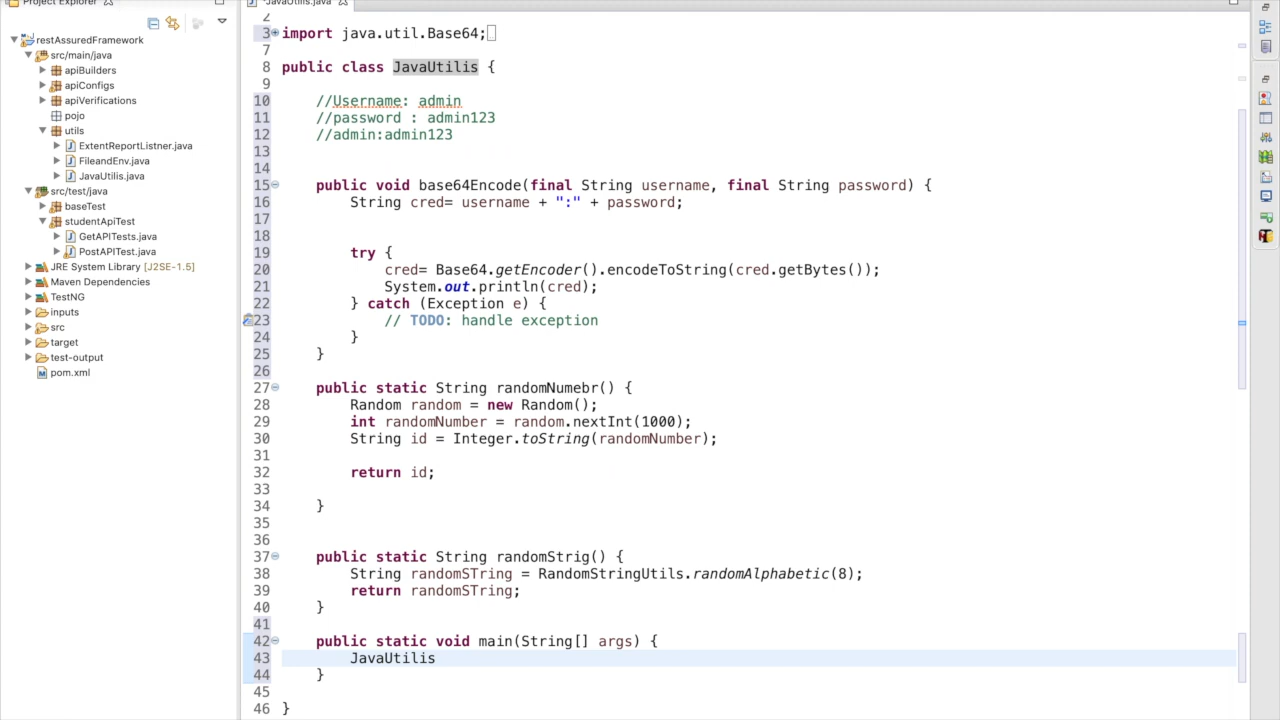 Project Explorer
restAssuredFramework
src/main/java
apiBuilders
apiConfigs
apiVerifications
pojo
utils
ExtentReportListner.java
FileandEnv.java
JavaUtilis.java
src/test/java
baseTest
studentApiTest
GetAPITests.java
PostAPITest.java
JRE System Library [J2SE-1.5]
Maven Dependencies
TestNG
inputs
src
target
test-output
pom.xml
*JavaUtils.java
2
3 import java.util.Base64;
7
8 public class JavaUtilis {
9
10 //Username: admin
11 //password : admin123
12 //admin:admin123
13
14
15 public void base64Encode(final String username, final String password) {
16 String cred= username + ":" + password;
17
18
19 try {
20 cred= Base64.getEncoder().encodeToString(cred.getBytes());
21 System.out.println(cred);
22 } catch (Exception e) {
23 // TODO: handle exception
24 }
25 }
26
27 public static String randomNumebr() {
28 Random random = new Random();
29 int randomNumber = random.nextInt(1000);
30 String id = Integer.toString(randomNumber);
31
32 return id;
33
34 }
35
36
37 public static String randomStrig() {
38 String randomSTring = RandomStringUtils.randomAlphabetic(8);
39 return randomSTring;
40 }
41
42 public static void main(String[] args) {
43 JavaUtilis
44 }
45
46 }